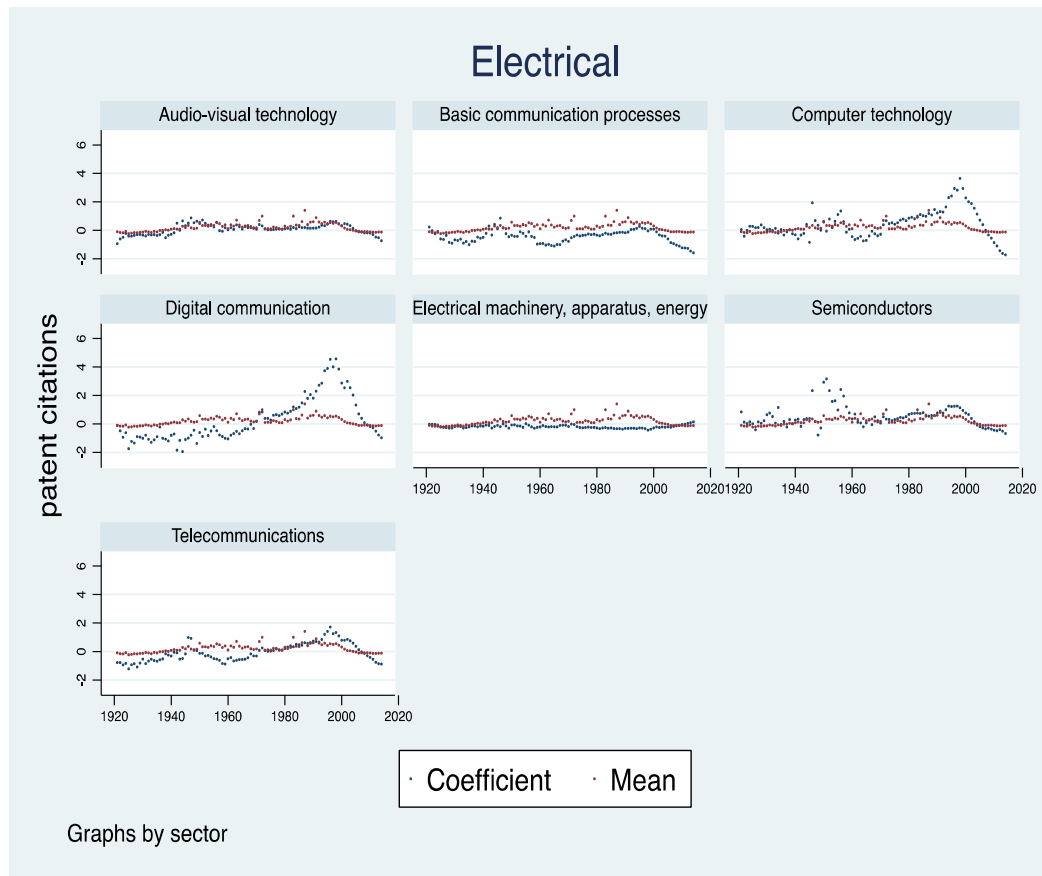 Electrical
Audio-visual technology
Basic communication processes
Computer technology
6
4
2
0
-2
Digital communication
Electrical machinery, apparatus, energy
Semiconductors
patent citations
6
4
2
0
-2
1920 1940 1960 1980 2000 2020
1920 1940 1960 1980 2000 2020
Telecommunications
6
4
2
0
-2
1920 1940 1960 1980 2000 2020
Coefficient Mean
Graphs by sector